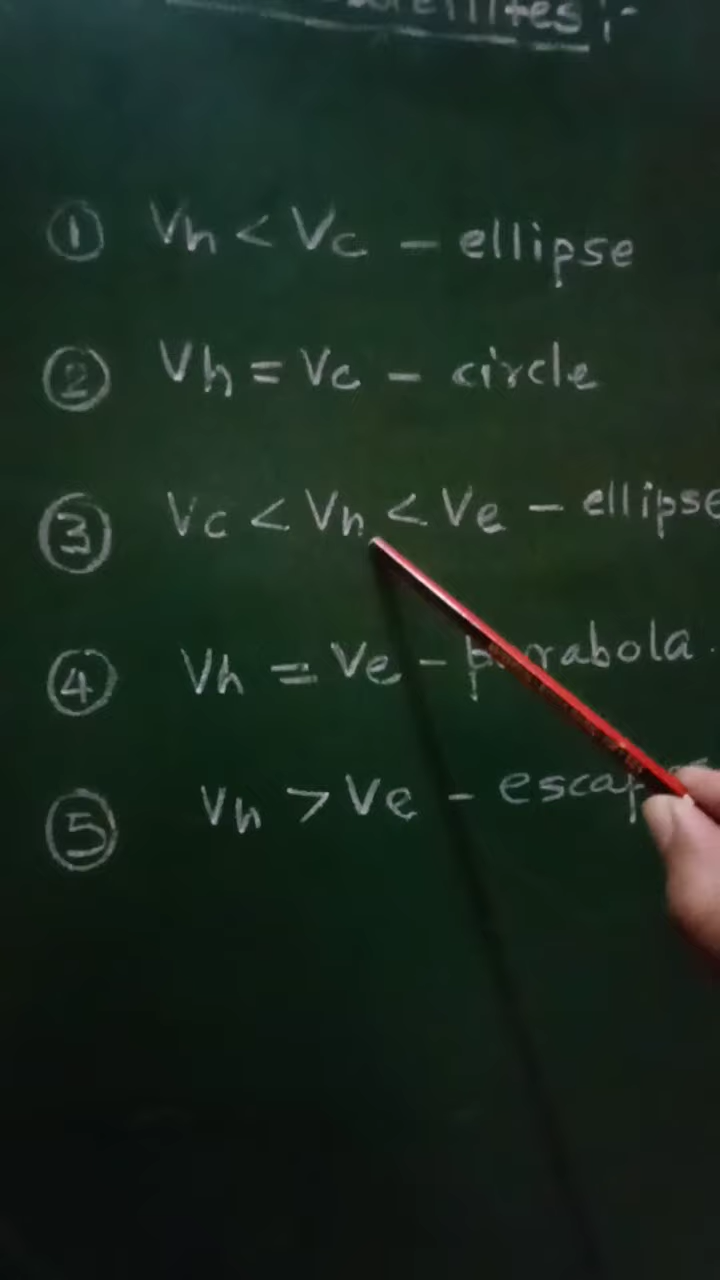 ① Vh < Vc - ellipse
② Vh = Vc - circle
③ Vc < Vh < Ve - ellipse
④ Vh = Ve - parabola.
⑤ Vh > Ve -